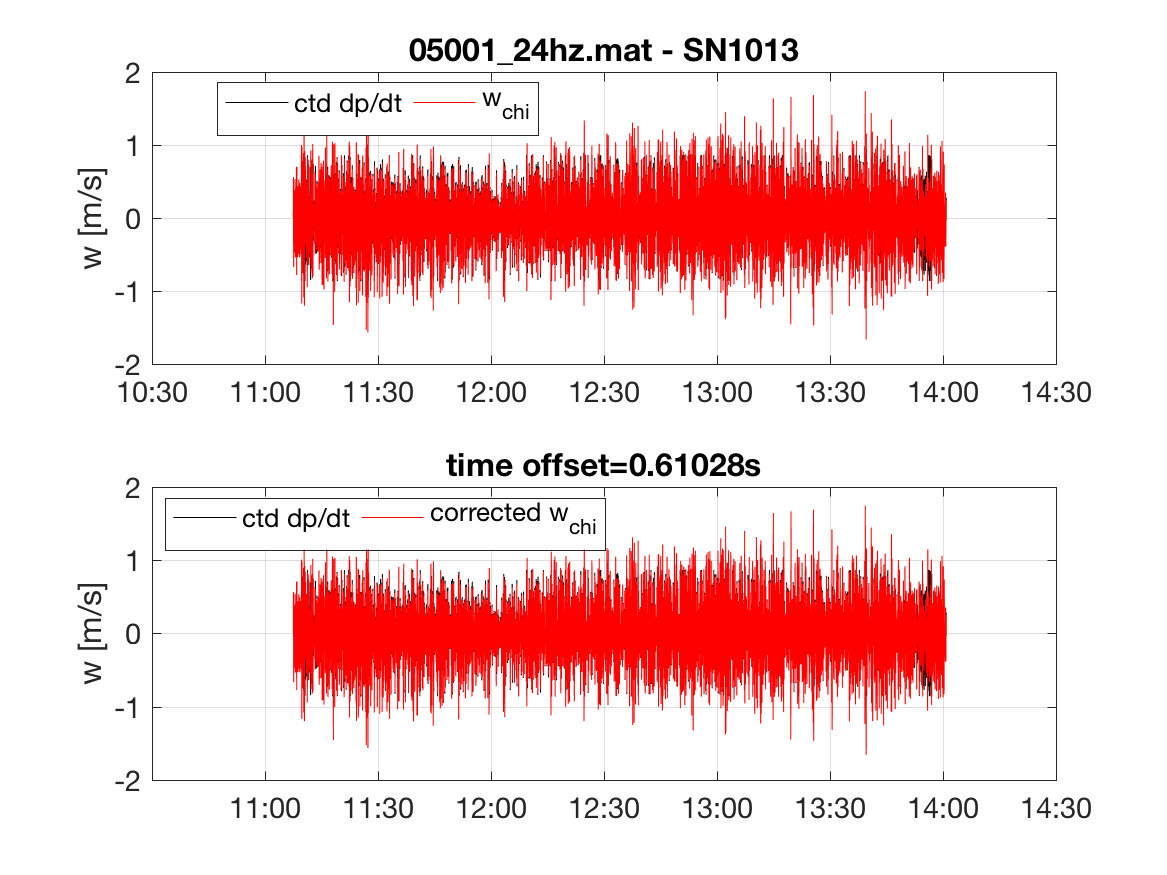 05001_24hz.mat - SN1013
ctd dp/dt w_chi
w [m/s]
2
1
0
-1
-2
10:30 11:00 11:30 12:00 12:30 13:00 13:30 14:00 14:30
time offset=0.61028s
ctd dp/dt corrected w_chi
w [m/s]
2
1
0
-1
-2
11:00 11:30 12:00 12:30 13:00 13:30 14:00 14:30